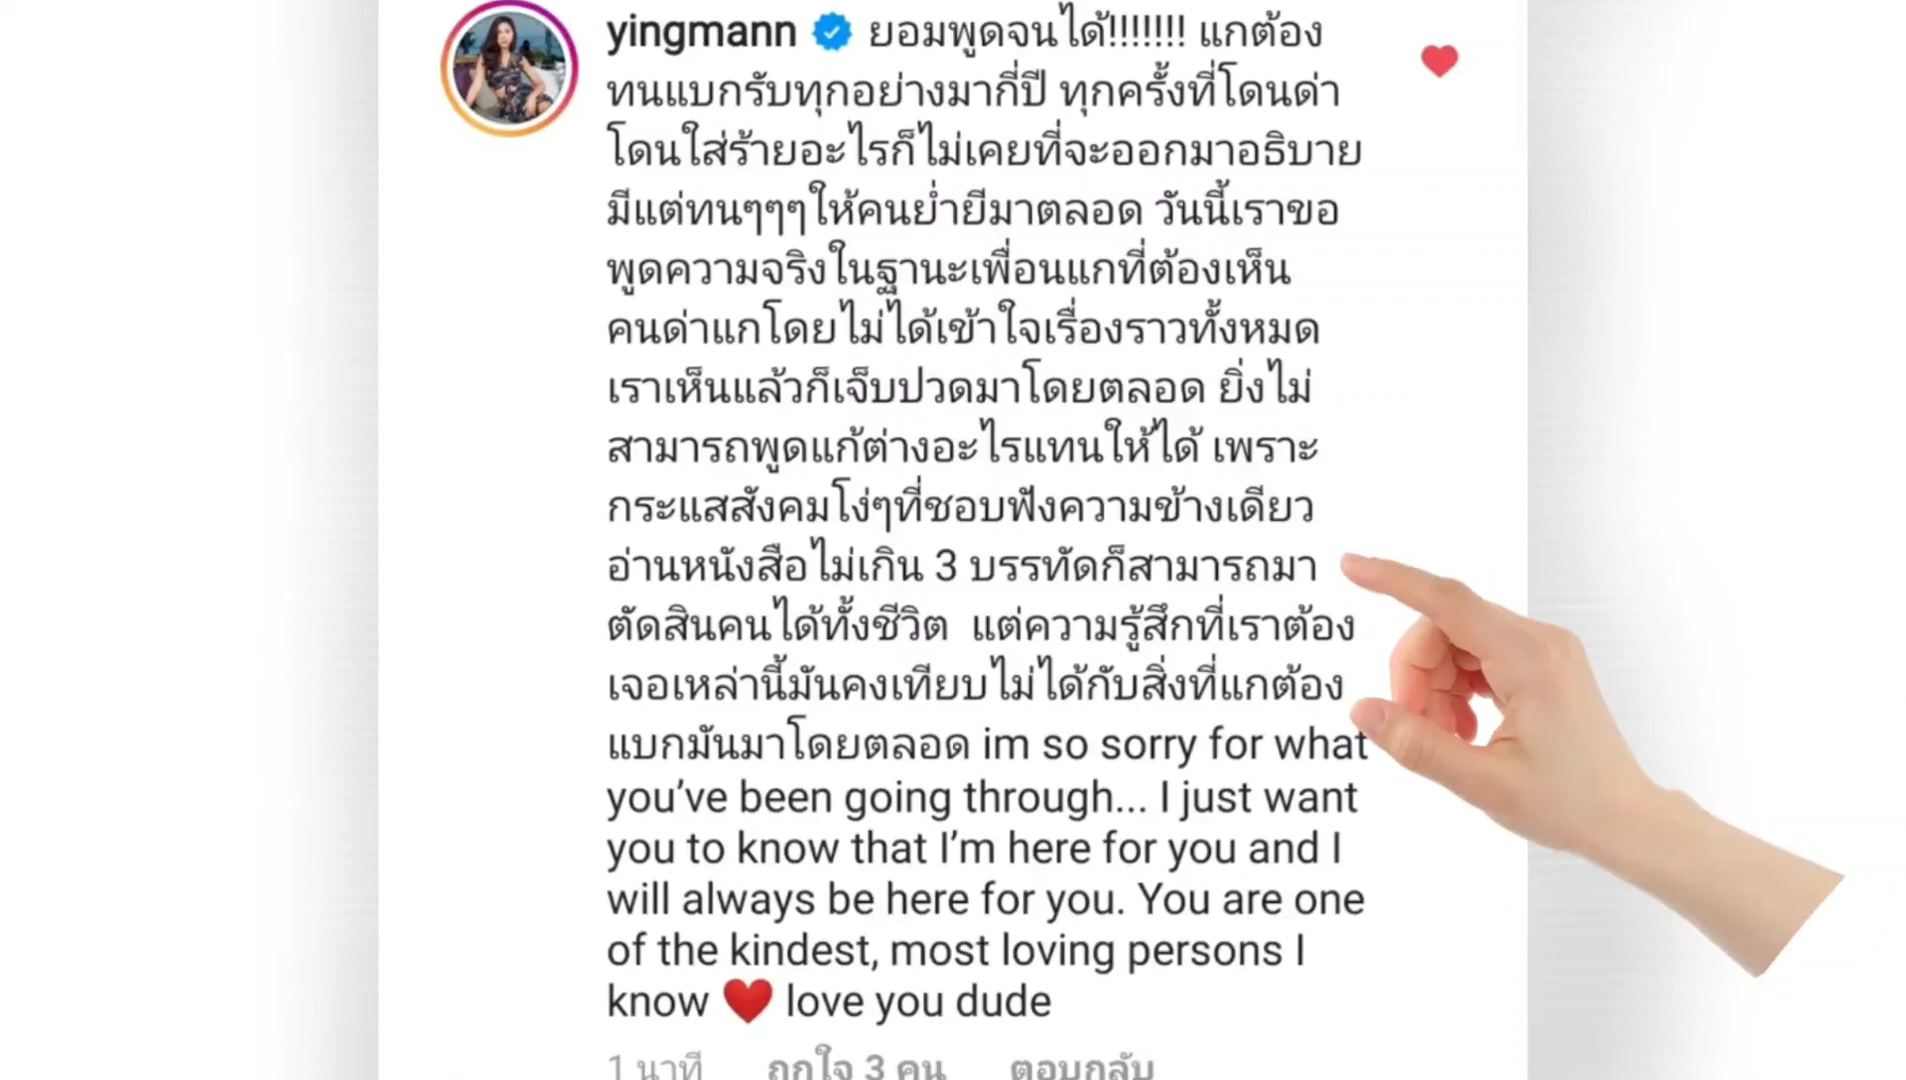 yingmann ยอมพูดจนได้!!!!!!! แกต้อง
ทนแบกรับทุกอย่างมากี่ปี ทุกครั้งที่โดนด่า
โดนใส่ร้ายอะไรก็ไม่เคยที่จะออกมาอธิบาย
มีแต่ทนๆๆๆให้คนย่ำยีมาตลอด วันนี้เราขอ
พูดความจริงในฐานะเพื่อนแกที่ต้องเห็น
คนด่าแกโดยไม่ได้เข้าใจเรื่องราวทั้งหมด
เราเห็นแล้วก็เจ็บปวดมาโดยตลอด ยิ่งไม่
สามารถพูดแก้ต่างอะไรแทนให้ได้ เพราะ
กระแสสังคมโง่ๆที่ชอบฟังความข้างเดียว
อ่านหนังสือไม่เกิน 3 บรรทัดก็สามารถมา
ตัดสินคนได้ทั้งชีวิต แต่ความรู้สึกที่เราต้อง
เจอเหล่านี้มันคงเทียบไม่ได้กับสิ่งที่แกต้อง
แบกมันมาโดยตลอด im so sorry for what
you’ve been going through... I just want
you to know that I’m here for you and I
will always be here for you. You are one
of the kindest, most loving persons I
know ❤️ love you dude
1 นาที ถูกใจ 3 คน ตอบกลับ